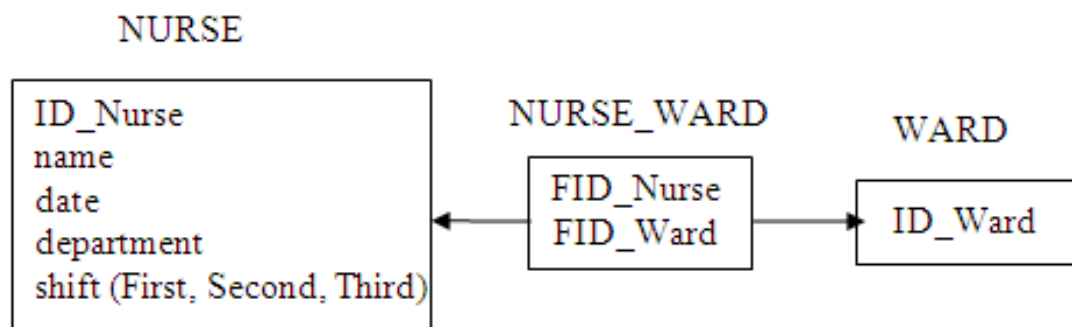 NURSE
ID_Nurse
name
date
department
shift (First, Second, Third)
NURSE_WARD
FID_Nurse
FID_Ward
WARD
ID_Ward